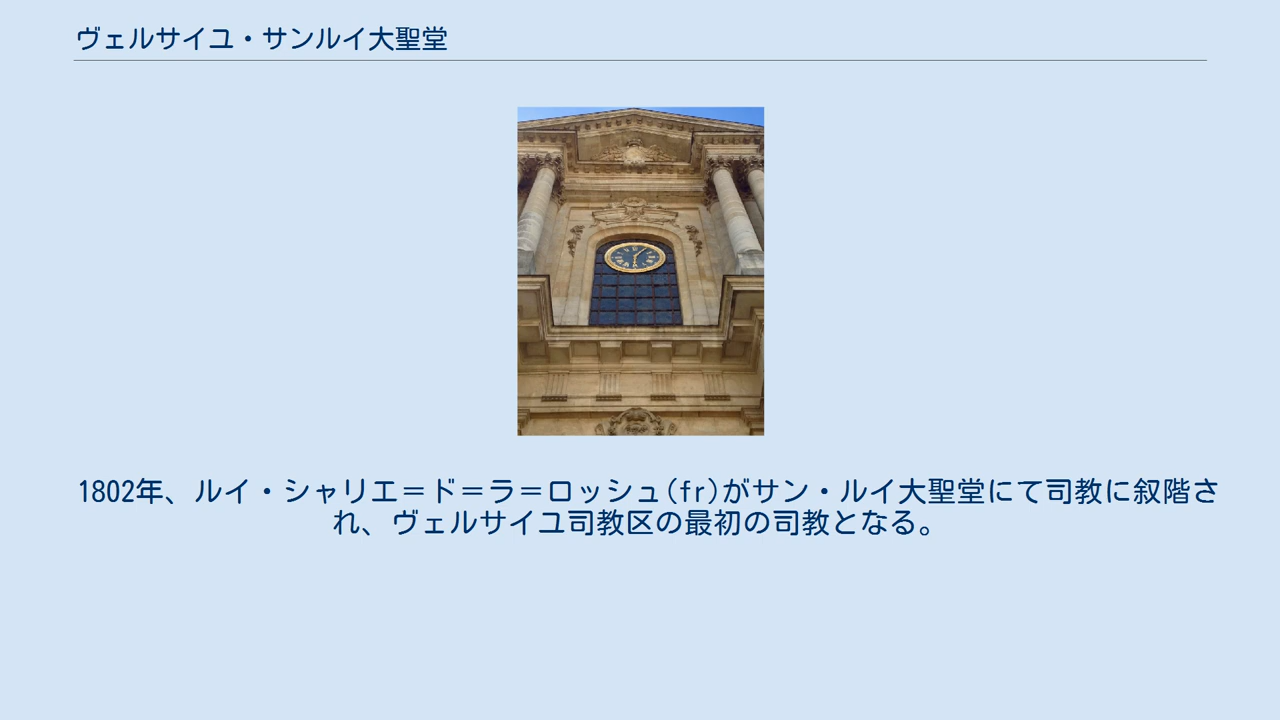 ヴェルサイユ・サンルイ大聖堂
1802年、ルイ・シャリエ＝ド＝ラ＝ロッシュ(fr)がサン・ルイ大聖堂にて司教に叙階さ
れ、ヴェルサイユ司教区の最初の司教となる。